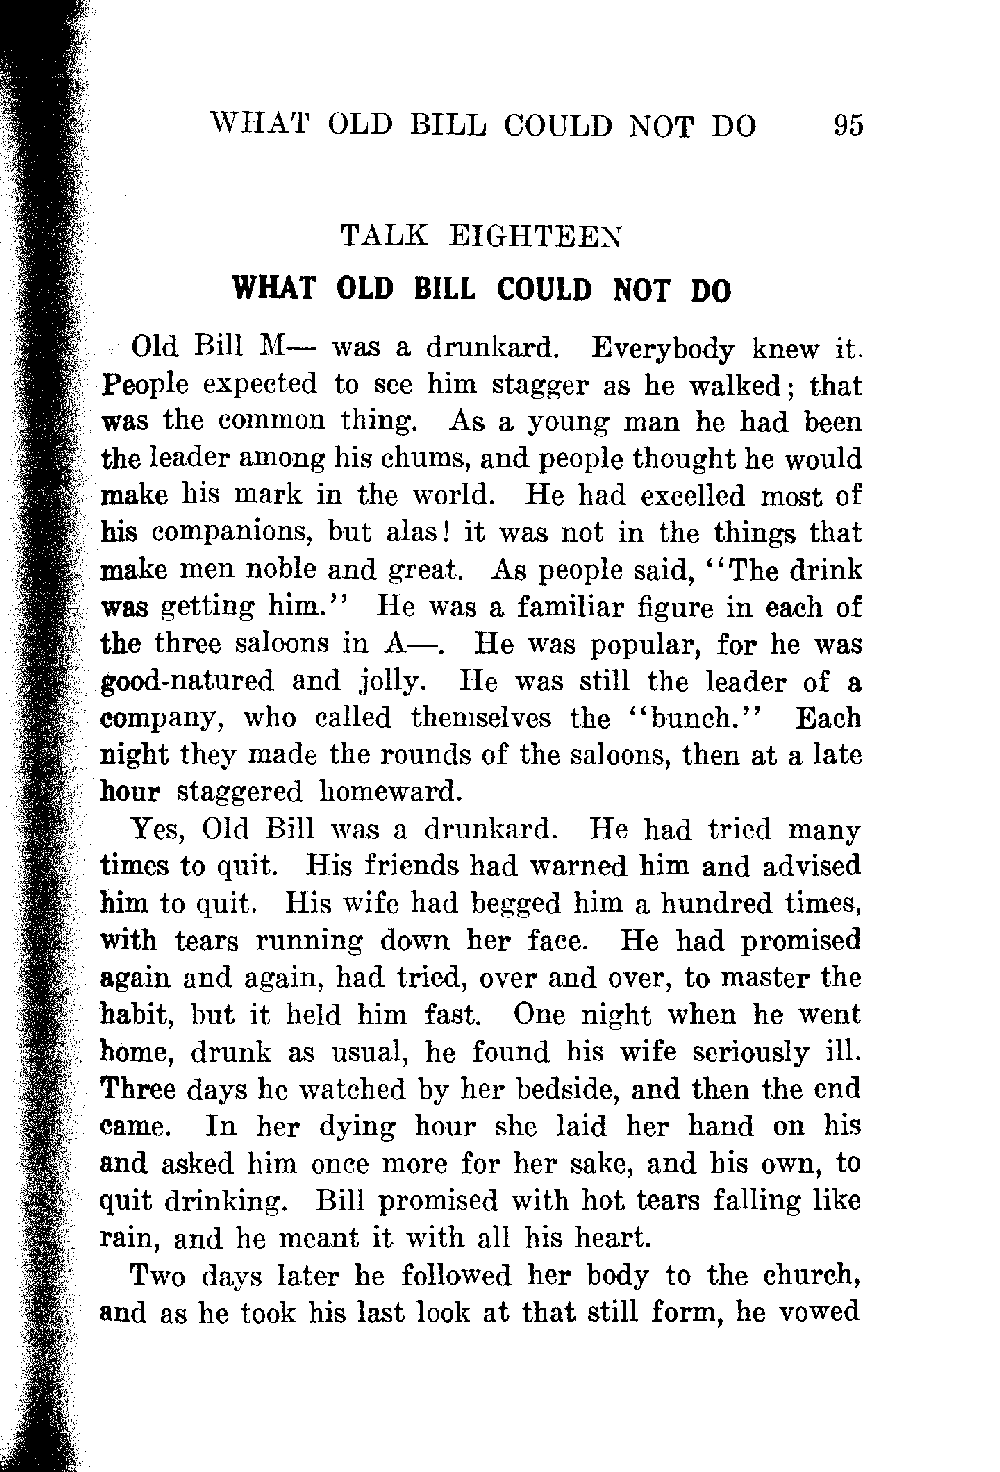 WHAT OLD BILL COULD NOT DO 95
TALK EIGHTEEN
WHAT OLD BILL COULD NOT DO
Old Bill M— was a drunkard. Everybody knew it.
People expected to see him stagger as he walked; that
was the common thing. As a young man he had been
the leader among his chums, and people thought he would
make his mark in the world. He had excelled most of
his companions, but alas! it was not in the things that
make men noble and great. As people said, "The drink
was getting him." He was a familiar figure in each of
the three saloons in A—. He was popular, for he was
good-natured and jolly. He was still the leader of a
company, who called themselves the "bunch." Each
night they made the rounds of the saloons, then at a late
hour staggered homeward.
Yes, Old Bill was a drunkard. He had tried many
times to quit. His friends had warned him and advised
him to quit. His wife had begged him a hundred times,
with tears running down her face. He had promised
again and again, had tried, over and over, to master the
habit, but it held him fast. One night when he went
home, drunk as usual, he found his wife seriously ill.
Three days he watched by her bedside, and then the end
came. In her dying hour she laid her hand on his
and asked him once more for her sake, and his own, to
quit drinking. Bill promised with hot tears falling like
rain, and he meant it with all his heart.
Two days later he followed her body to the church,
and as he took his last look at that still form, he vowed